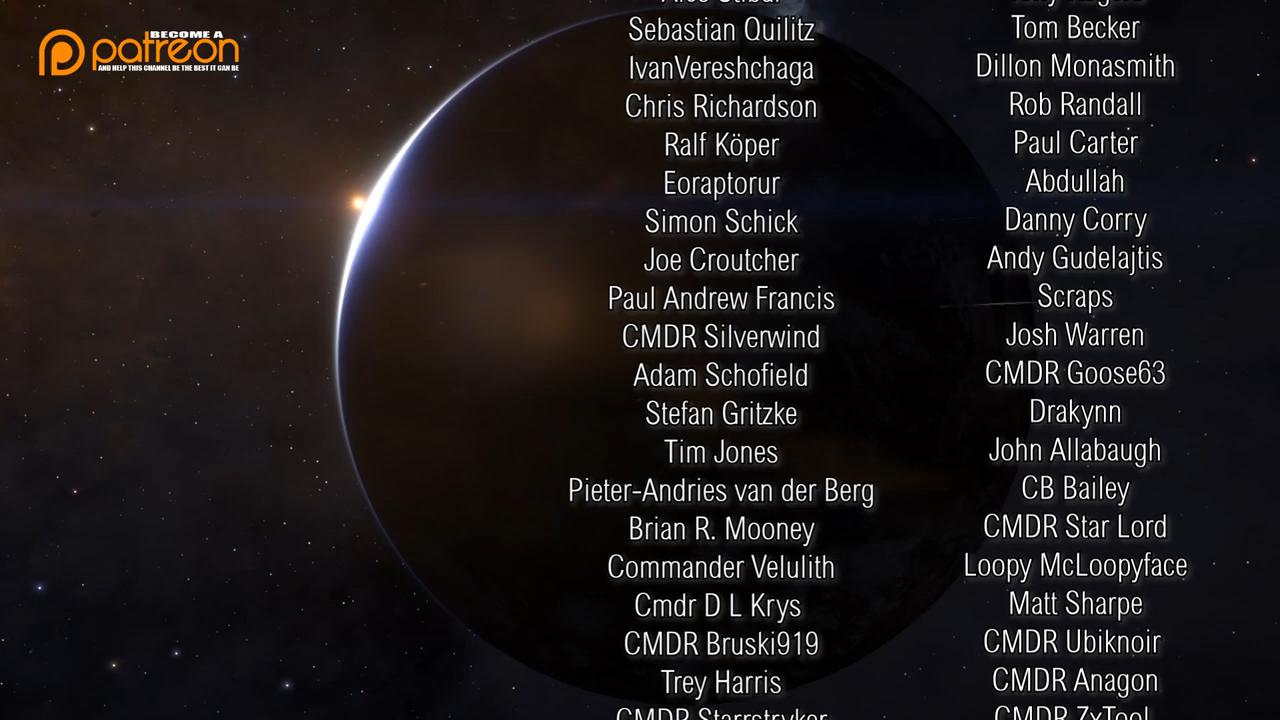 BECOME A
patreon
AND HELP THIS CHANNEL BE THE BEST IT CAN BE
Sebastian Quilitz
IvanVereshchaga
Chris Richardson
Ralf Köper
Eoraptorur
Simon Schick
Joe Croutcher
Paul Andrew Francis
CMDR Silverwind
Adam Schofield
Stefan Gritzke
Tim Jones
Pieter-Andries van der Berg
Brian R. Mooney
Commander Velulith
Cmdr D L Krys
CMDR Bruski919
Trey Harris
CMDR Starrstryker
Tom Becker
Dillon Monasmith
Rob Randall
Paul Carter
Abdullah
Danny Corry
Andy Gudelajtis
Scraps
Josh Warren
CMDR Goose63
Drakynn
John Allabaugh
CB Bailey
CMDR Star Lord
Loopy McLoopyface
Matt Sharpe
CMDR Ubiknoir
CMDR Anagon
CMDR ZxTool